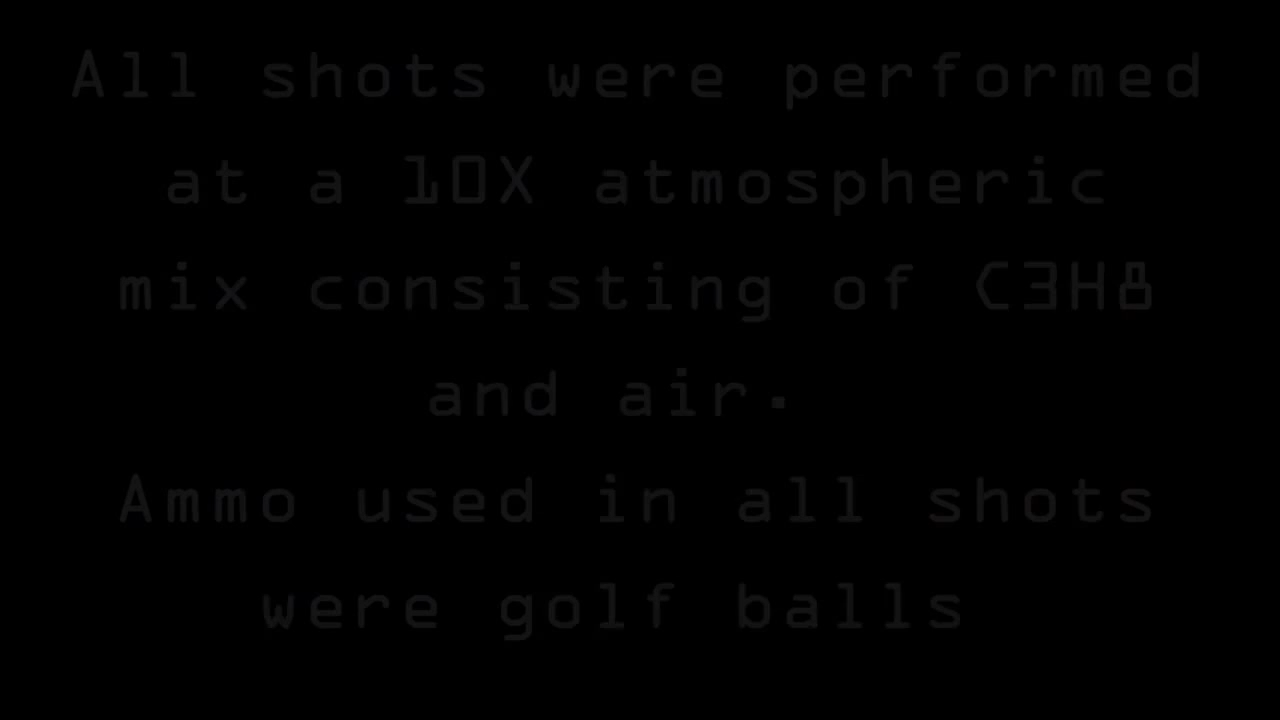 All shots were performed
at a 10X atmospheric
mix consisting of C3H8
and air.
Ammo used in all shots
were golf balls